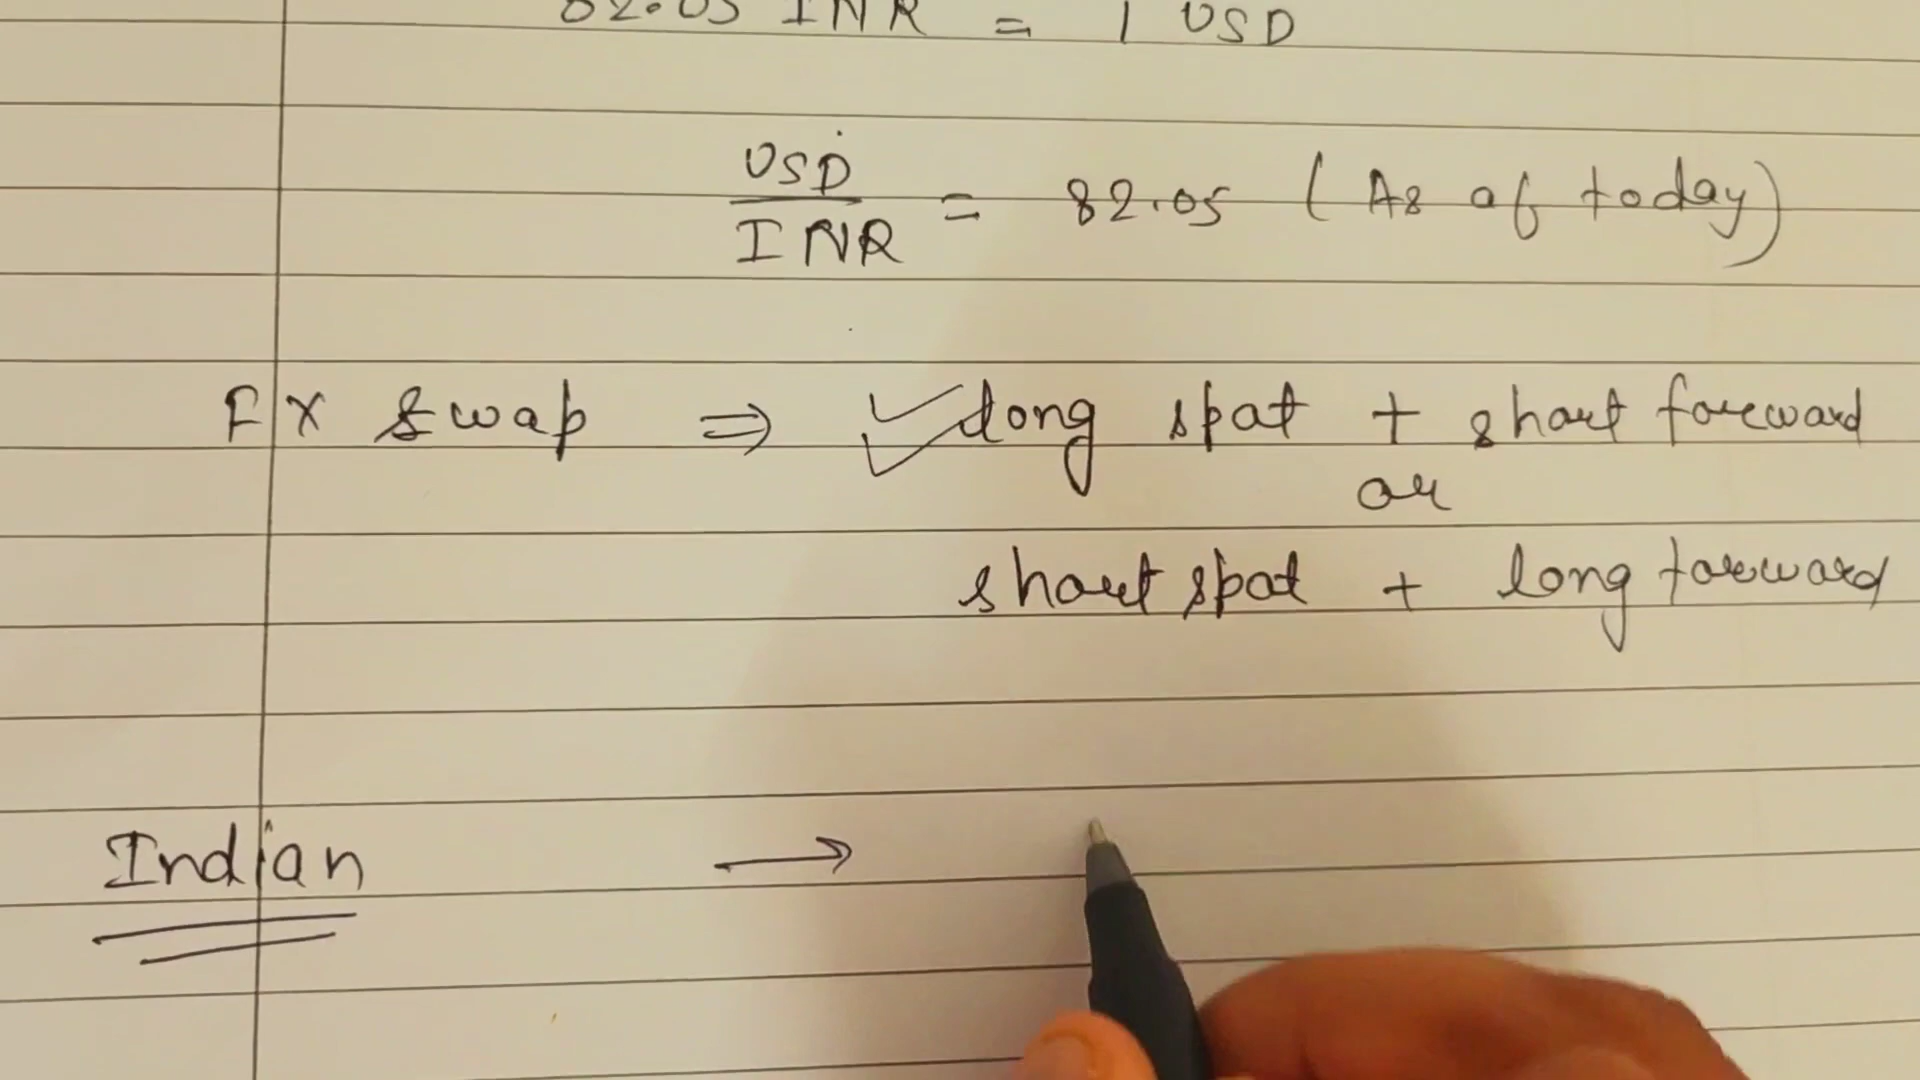 82.05 INR = 1 USD
USD
INR = 82.05 (As of today)
FX swap ⇒ ✓ long spot + short forward
or
short spot + long forward
Indian →